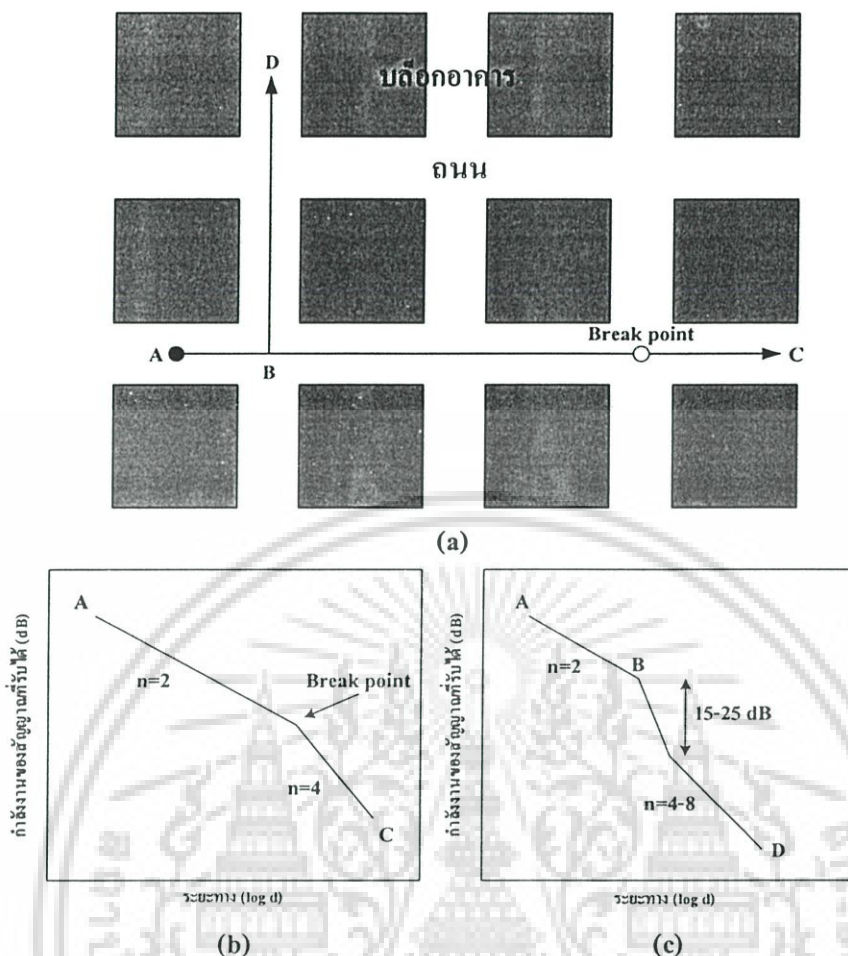 D
บล็อกอาคาร
ถนน
Break point
A
B
C
(a)
กำลังงานของสัญญาณที่รับได้ (dB)
A
n=2
Break point
n=4
C
ระยะทาง (log d)
(b)
กำลังงานของสัญญาณที่รับได้ (dB)
A
n=2
B
15-25 dB
n=4-8
D
ระยะทาง (log d)
(c)